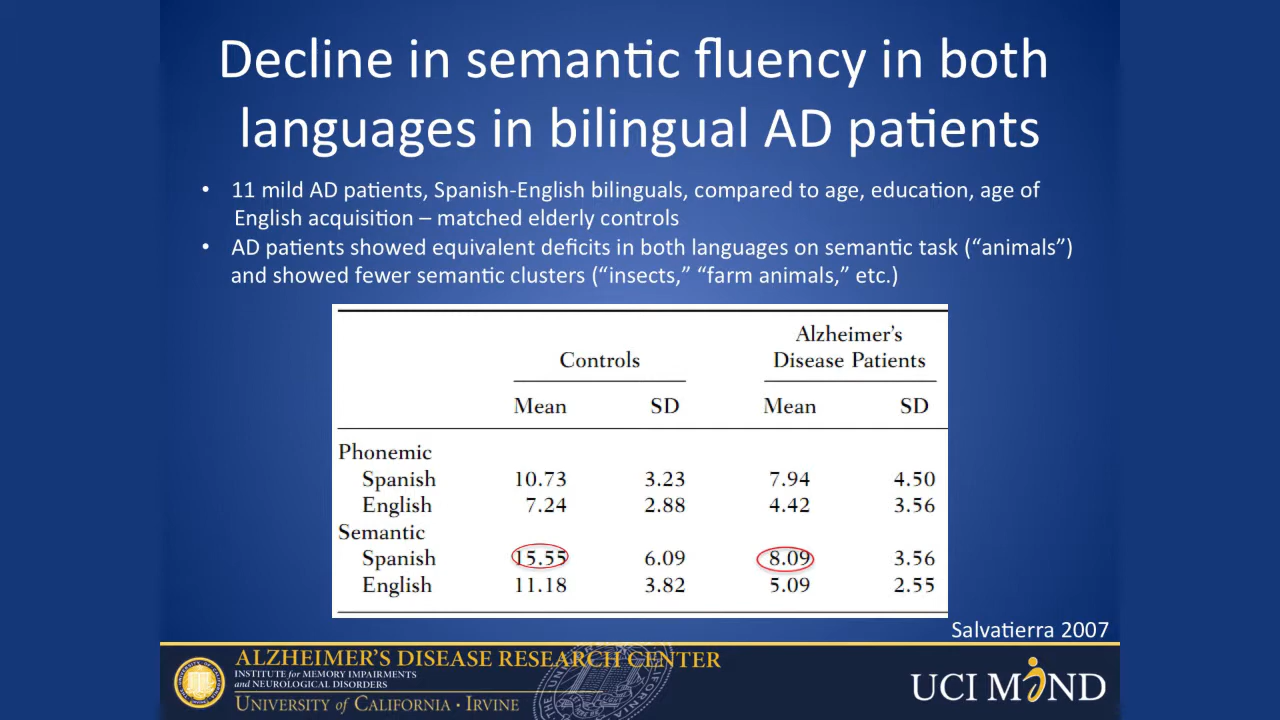 Decline in semantic fluency in both
languages in bilingual AD patients
• 11 mild AD patients, Spanish-English bilinguals, compared to age, education, age of
English acquisition – matched elderly controls
• AD patients showed equivalent deficits in both languages on semantic task (“animals”)
and showed fewer semantic clusters (“insects,” “farm animals,” etc.)
Alzheimer’s
Controls Disease Patients
Mean SD Mean SD
Phonemic
Spanish 10.73 3.23 7.94 4.50
English 7.24 2.88 4.42 3.56
Semantic
Spanish 15.55 6.09 8.09 3.56
English 11.18 3.82 5.09 2.55
Salvatierra 2007
ALZHEIMER’S DISEASE RESEARCH CENTER
INSTITUTE for MEMORY IMPAIRMENTS
and NEUROLOGICAL DISORDERS
UNIVERSITY of CALIFORNIA • IRVINE
UCI MIND